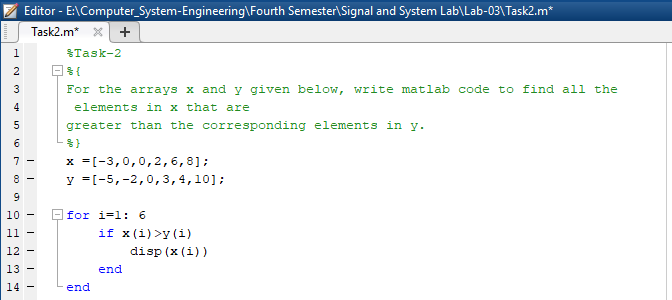 Editor - E:\Computer_System-Engineering\Fourth Semester\Signal and System Lab\Lab-03\Task2.m*
Task2.m* × +
1 %Task-2
2 %{
3 For the arrays x and y given below, write matlab code to find all the
4 elements in x that are
5 greater than the corresponding elements in y.
6 %}
7 – x =[-3,0,0,2,6,8];
8 – y =[-5,-2,0,3,4,10];
9
10 – for i=1: 6
11 – if x(i)>y(i)
12 – disp(x(i))
13 – end
14 – end